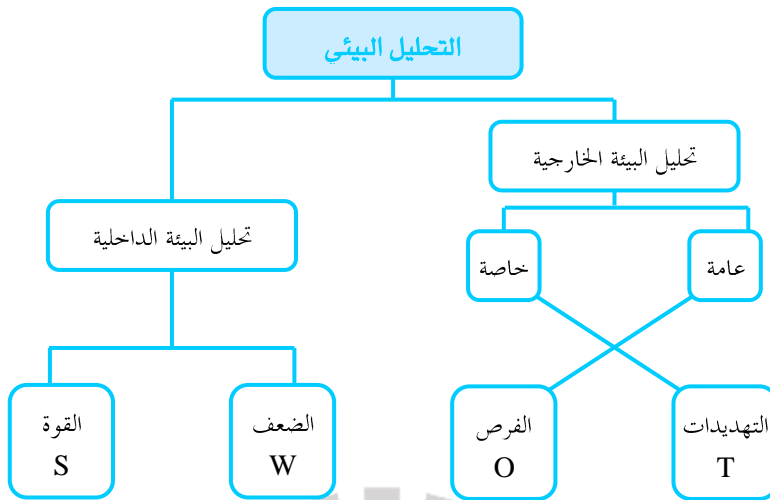 التحليل البيئي
تحليل البيئة الخارجية
تحليل البيئة الداخلية
عامة
خاصة
التهديدات
T
الفرص
O
الضعف
W
القوة
S